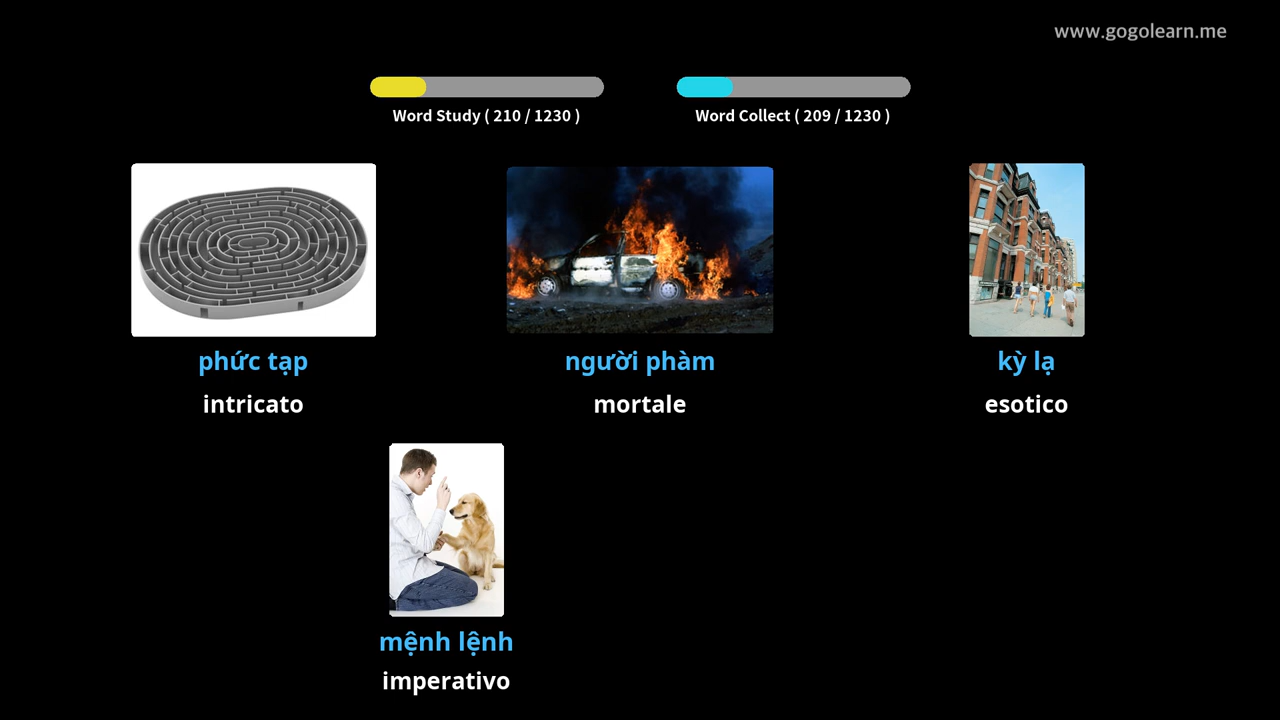 www.gogolearn.me
Word Study ( 210 / 1230 )
Word Collect ( 209 / 1230 )
phức tạp
intricato
người phàm
mortale
kỳ lạ
esotico
mệnh lệnh
imperativo